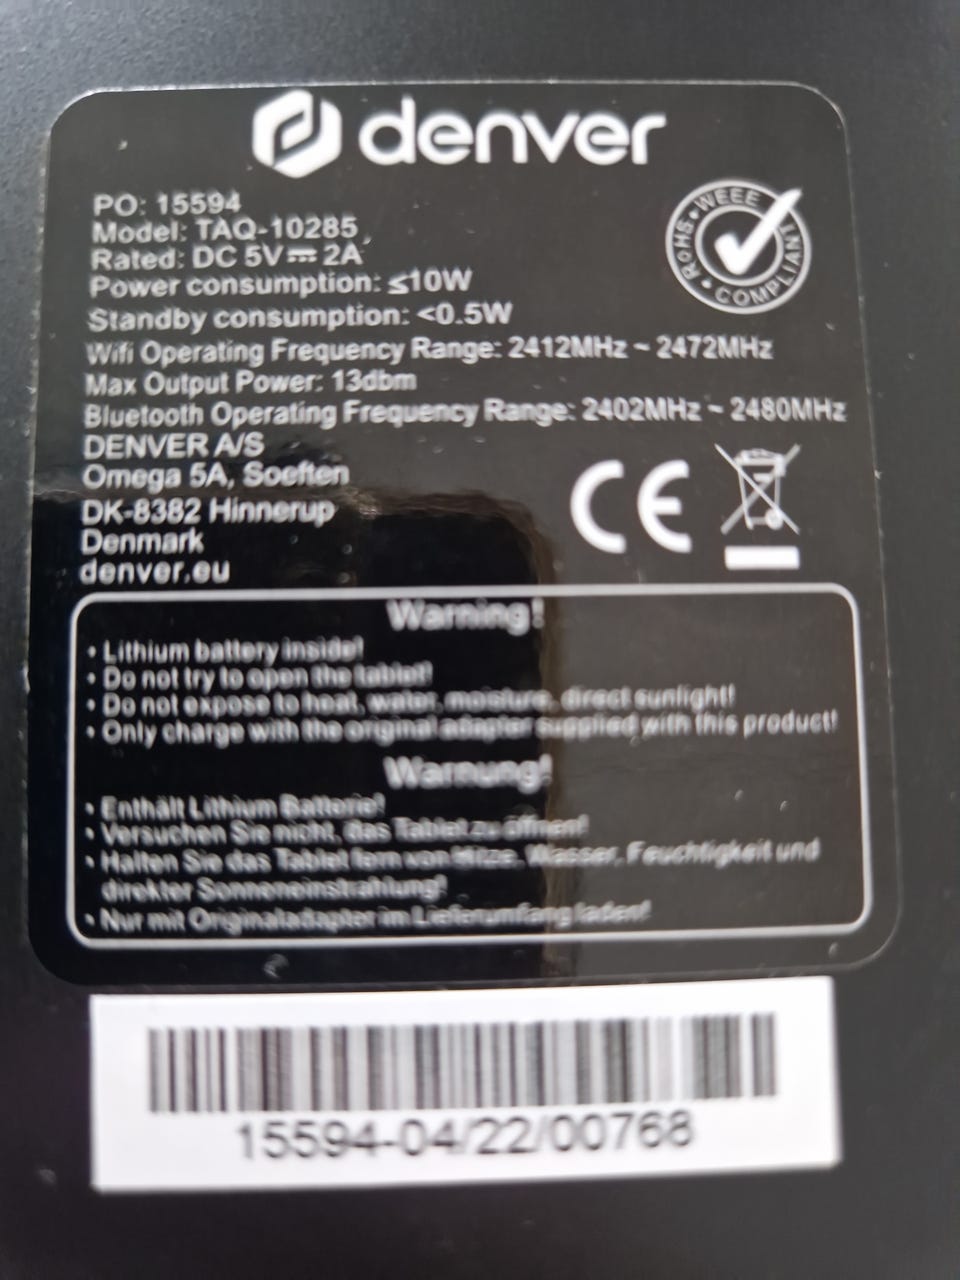 denver
PO: 15594
Model: TAQ-10285
Rated: DC 5V⎓2A
Power consumption: ≤10W
Standby consumption: <0.5W
Wifi Operating Frequency Range: 2412MHz ~ 2472MHz
Max Output Power: 13dbm
Bluetooth Operating Frequency Range: 2402MHz ~ 2480MHz
DENVER A/S
Omega 5A, Soeften
DK-8382 Hinnerup
Denmark
denver.eu
RoHS • WEEE • COMPLIANT
CE
Warning!
• Lithium battery inside!
• Do not try to open the tablet!
• Do not expose to heat, water, moisture, direct sunlight!
• Only charge with the original adapter supplied with this product!
Warnung!
• Enthält Lithium Batterie!
• Versuchen Sie nicht, das Tablet zu öffnen!
• Halten Sie das Tablet fern von Hitze, Wasser, Feuchtigkeit und
direkter Sonneneinstrahlung!
• Nur mit Originaladapter im Lieferumfang laden!
15594-04/22/00768